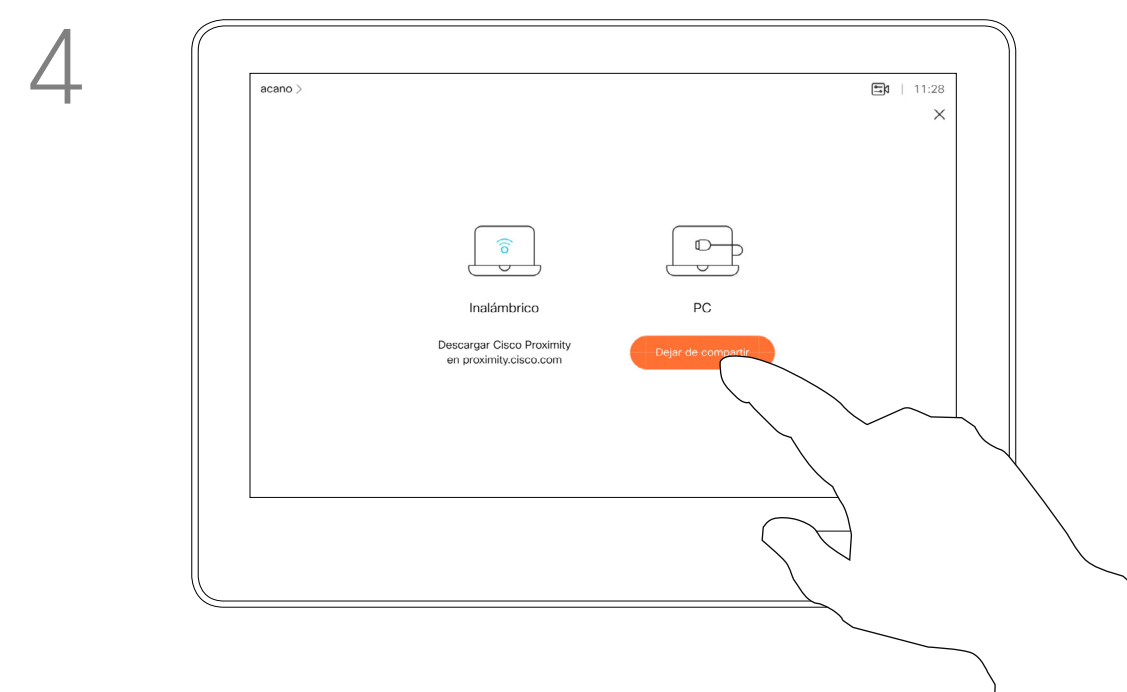 4
acano >
| 11:28
Inalámbrico
PC
Descargar Cisco Proximity
en proximity.cisco.com
Dejar de compartir